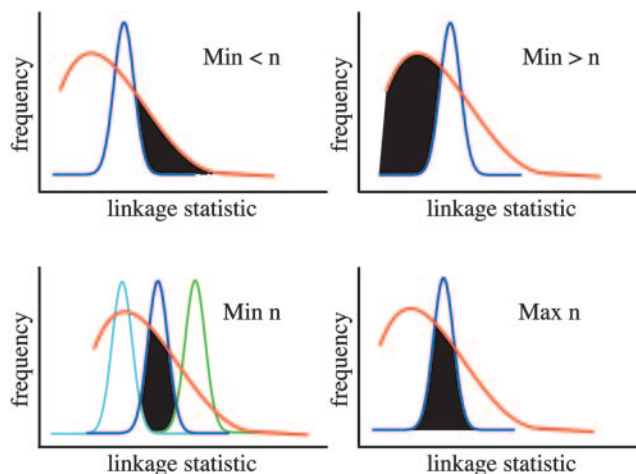 frequency
Min < n
linkage statistic
frequency
Min > n
linkage statistic
frequency
Min n
linkage statistic
frequency
Max n
linkage statistic